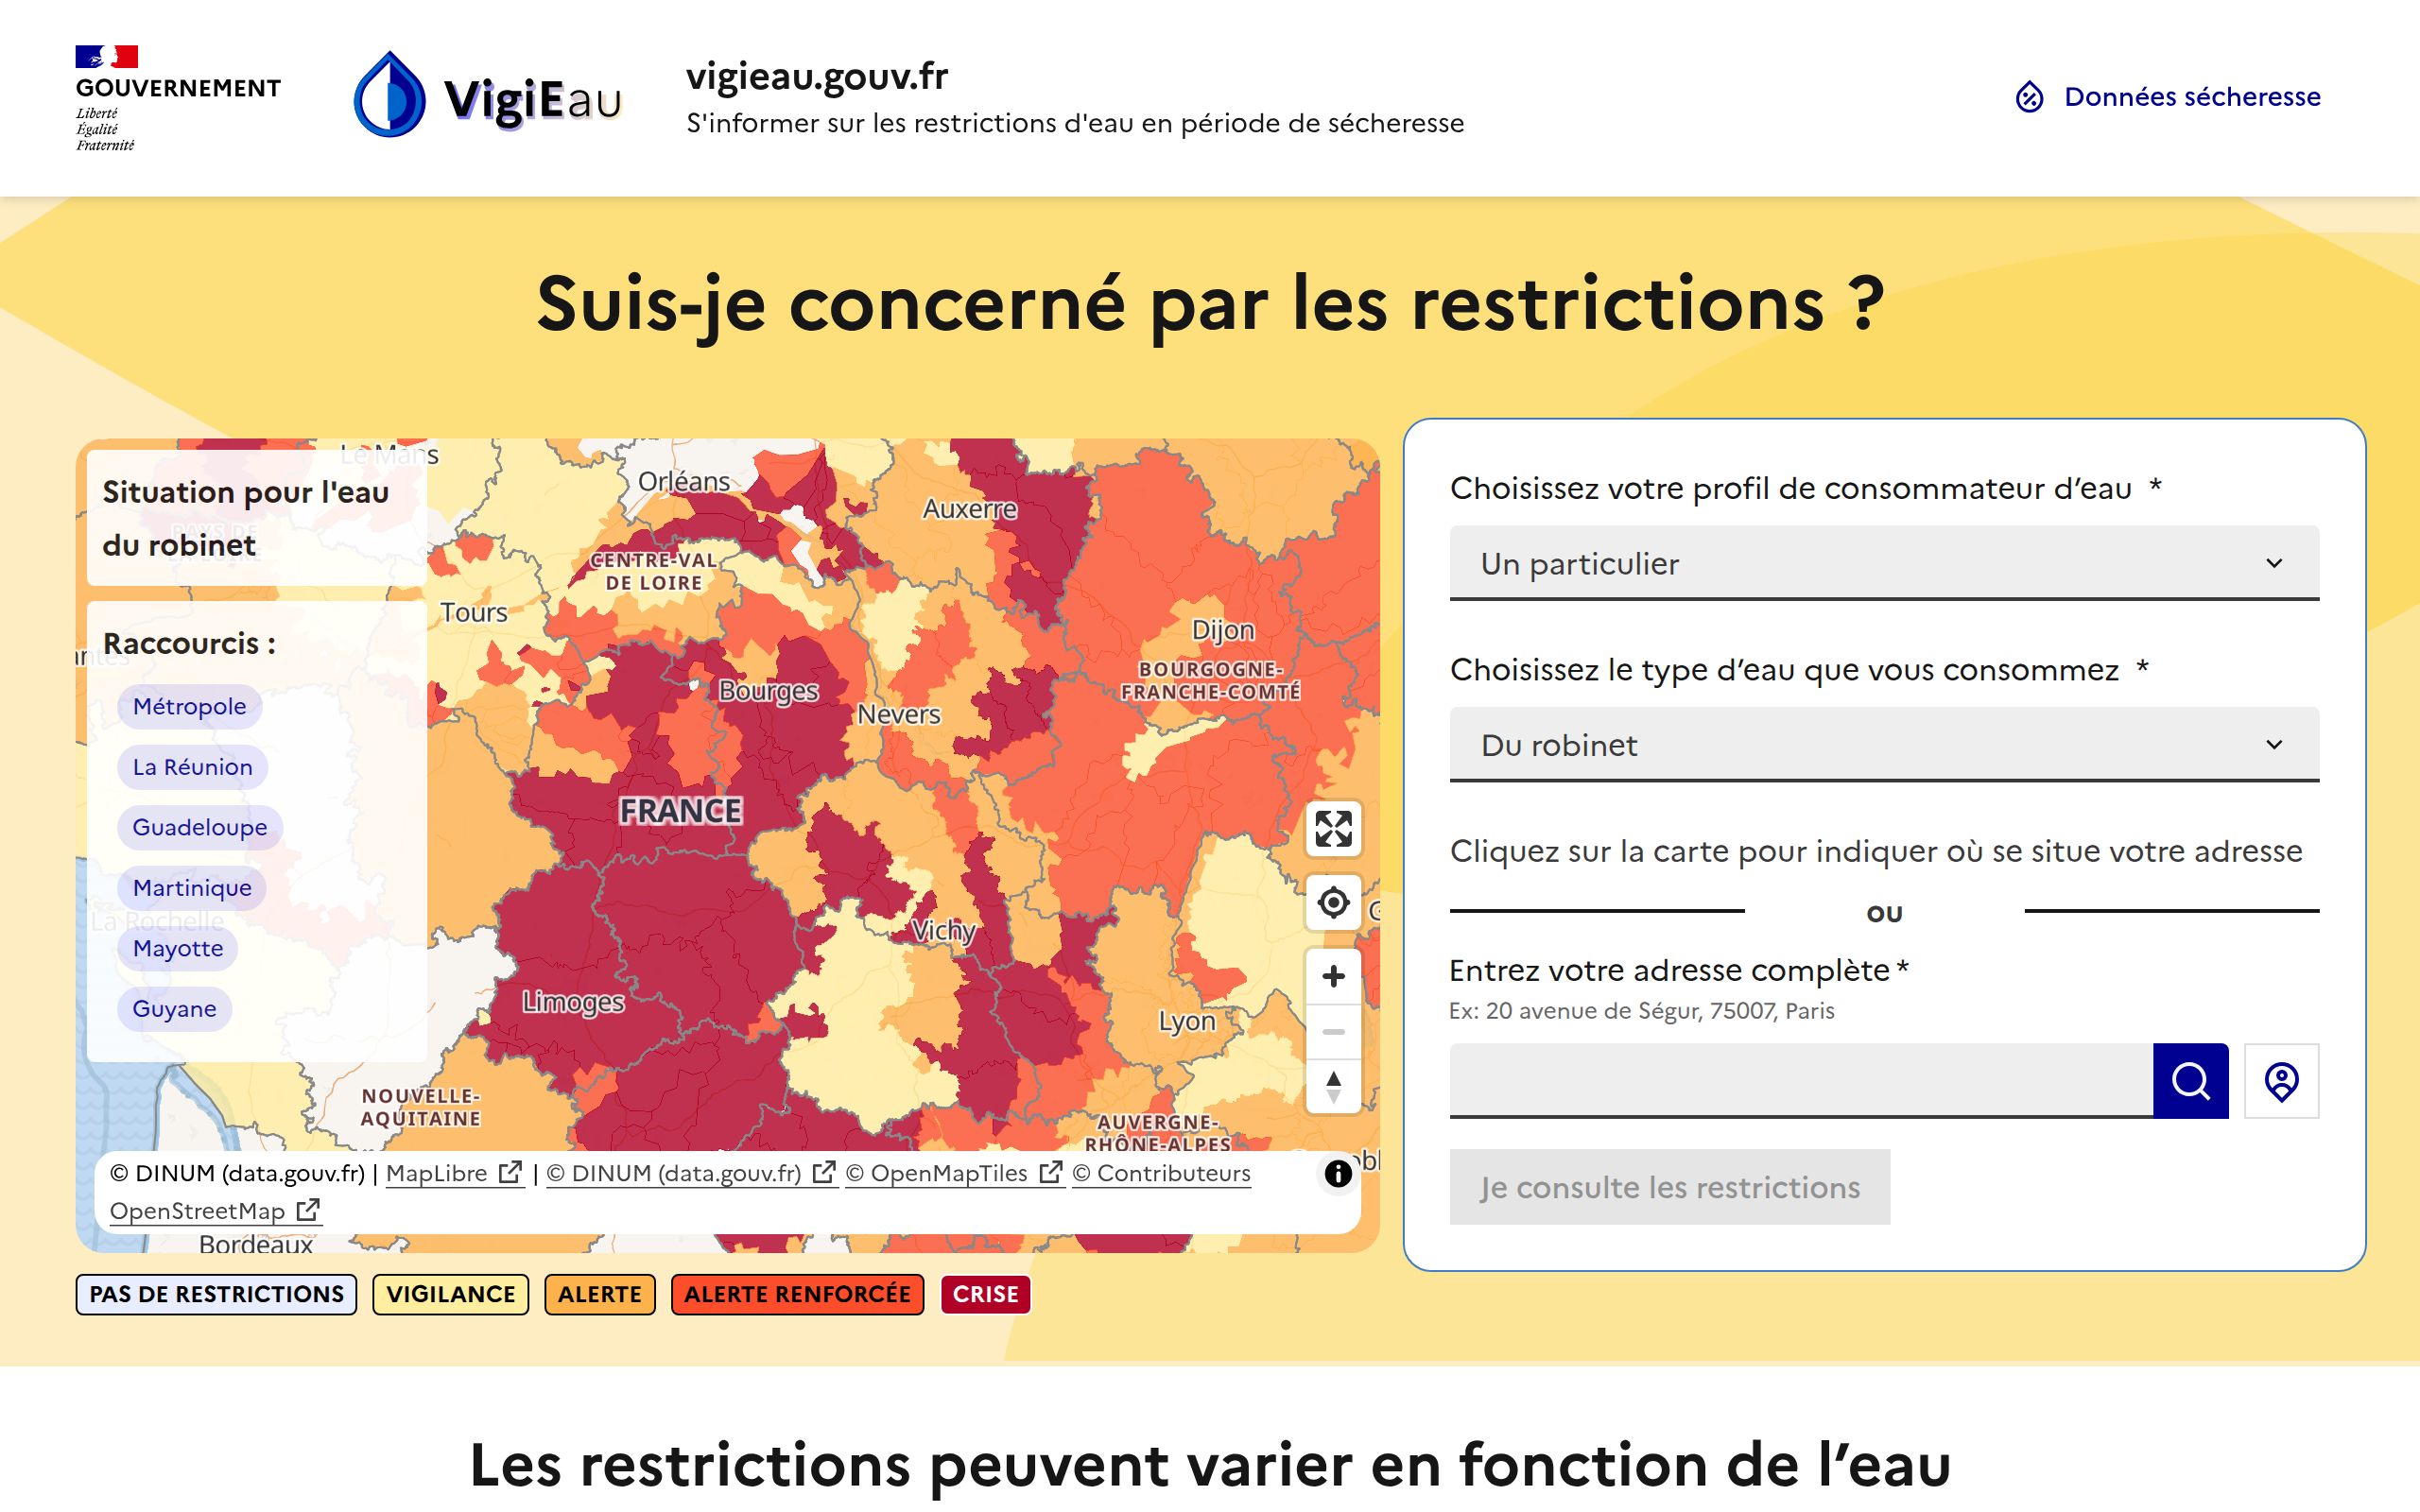 GOUVERNEMENT
Liberté
Égalité
Fraternité
VigiEau
vigieau.gouv.fr
S'informer sur les restrictions d'eau en période de sécheresse
Données sécheresse
Suis-je concerné par les restrictions ?
Situation pour l'eau
du robinet
Raccourcis :
Métropole
La Réunion
Guadeloupe
Martinique
Mayotte
Guyane
Le Mans
Orléans
Auxerre
CENTRE-VAL
DE LOIRE
Tours
Dijon
BOURGOGNE-
FRANCHE-COMTÉ
Bourges
Nevers
FRANCE
La Rochelle
Vichy
Limoges
Lyon
NOUVELLE-
AQUITAINE
AUVERGNE-
RHÔNE-ALPES
© DINUM (data.gouv.fr) | MapLibre | © DINUM (data.gouv.fr) © OpenMapTiles © Contributeurs
OpenStreetMap
Bordeaux
PAS DE RESTRICTIONS
VIGILANCE
ALERTE
ALERTE RENFORCÉE
CRISE
Choisissez votre profil de consommateur d’eau *
Un particulier
Choisissez le type d’eau que vous consommez *
Du robinet
Cliquez sur la carte pour indiquer où se situe votre adresse
ou
Entrez votre adresse complète *
Ex: 20 avenue de Ségur, 75007, Paris
Je consulte les restrictions
Les restrictions peuvent varier en fonction de l’eau